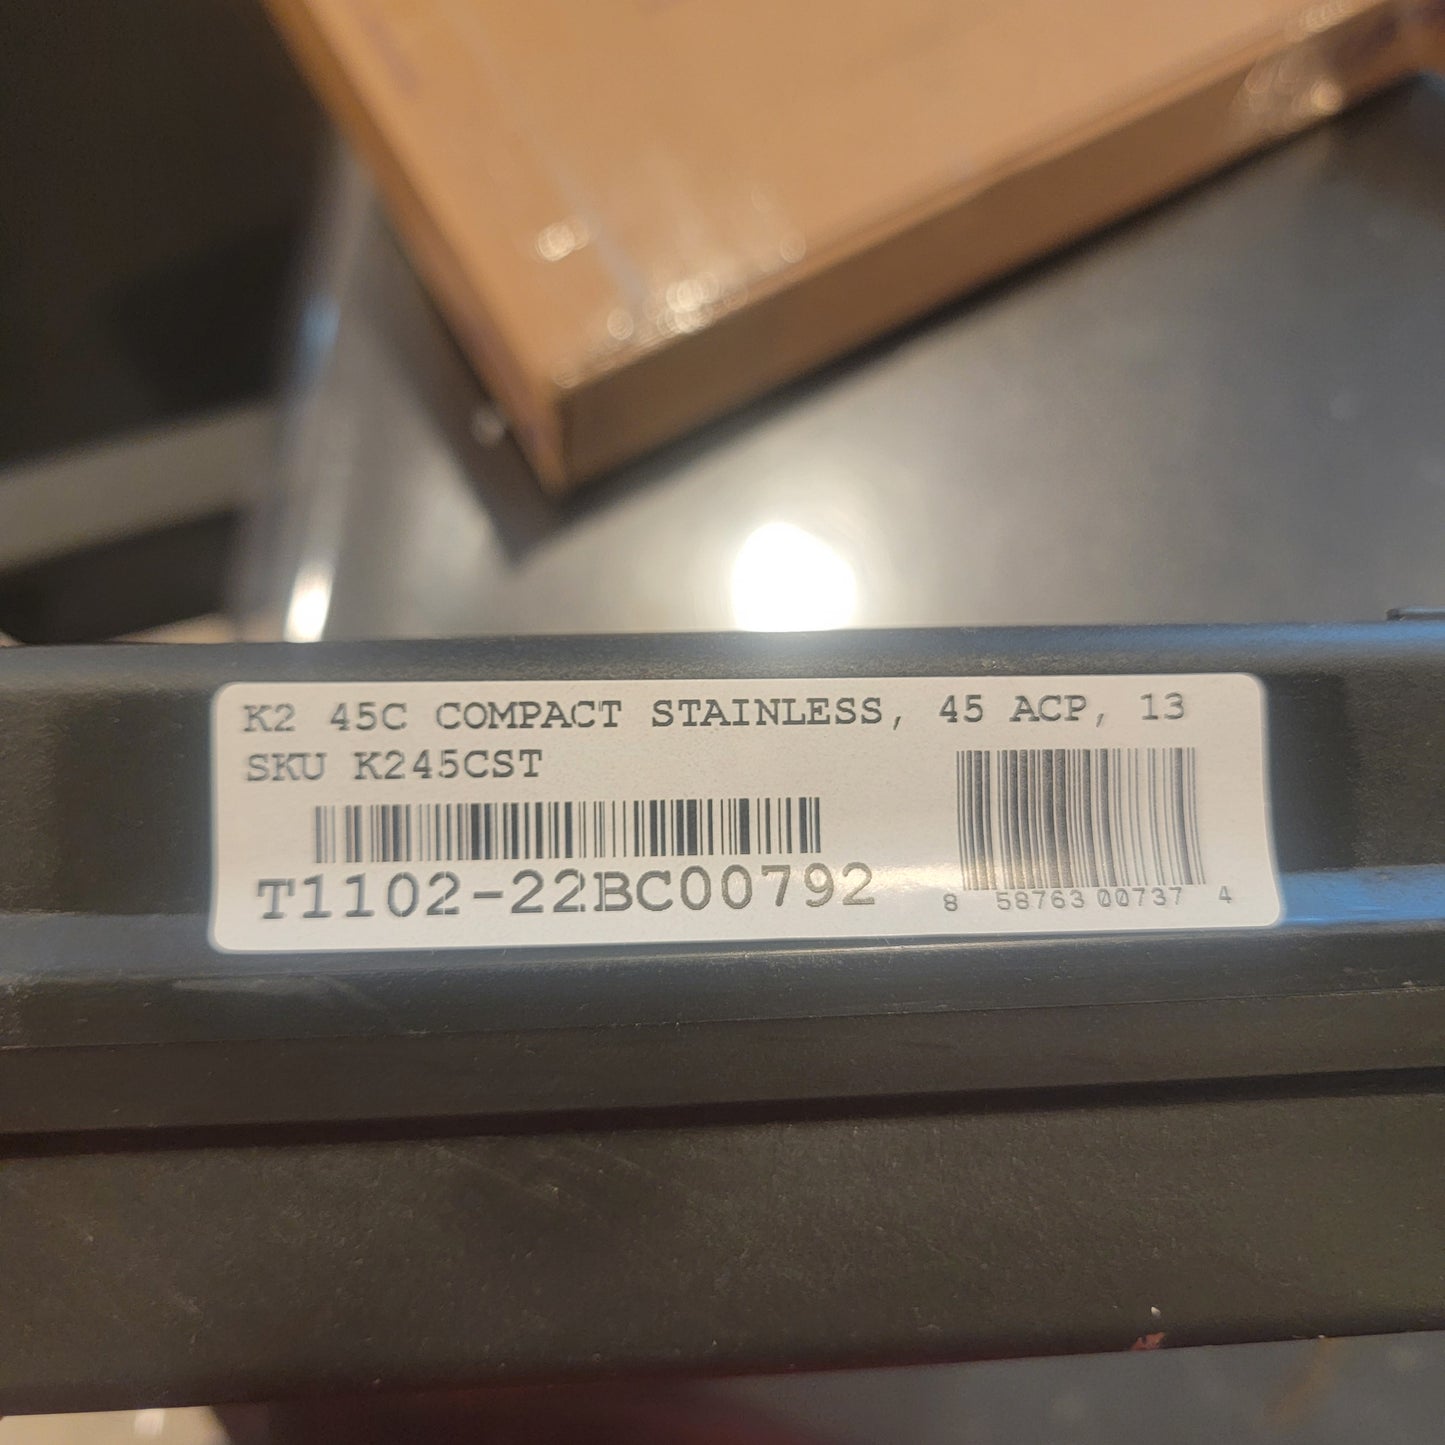 K2 45C COMPACT STAINLESS, 45 ACP, 13
SKU K245CST
T1102-22BC00792
8 58763 00737 4